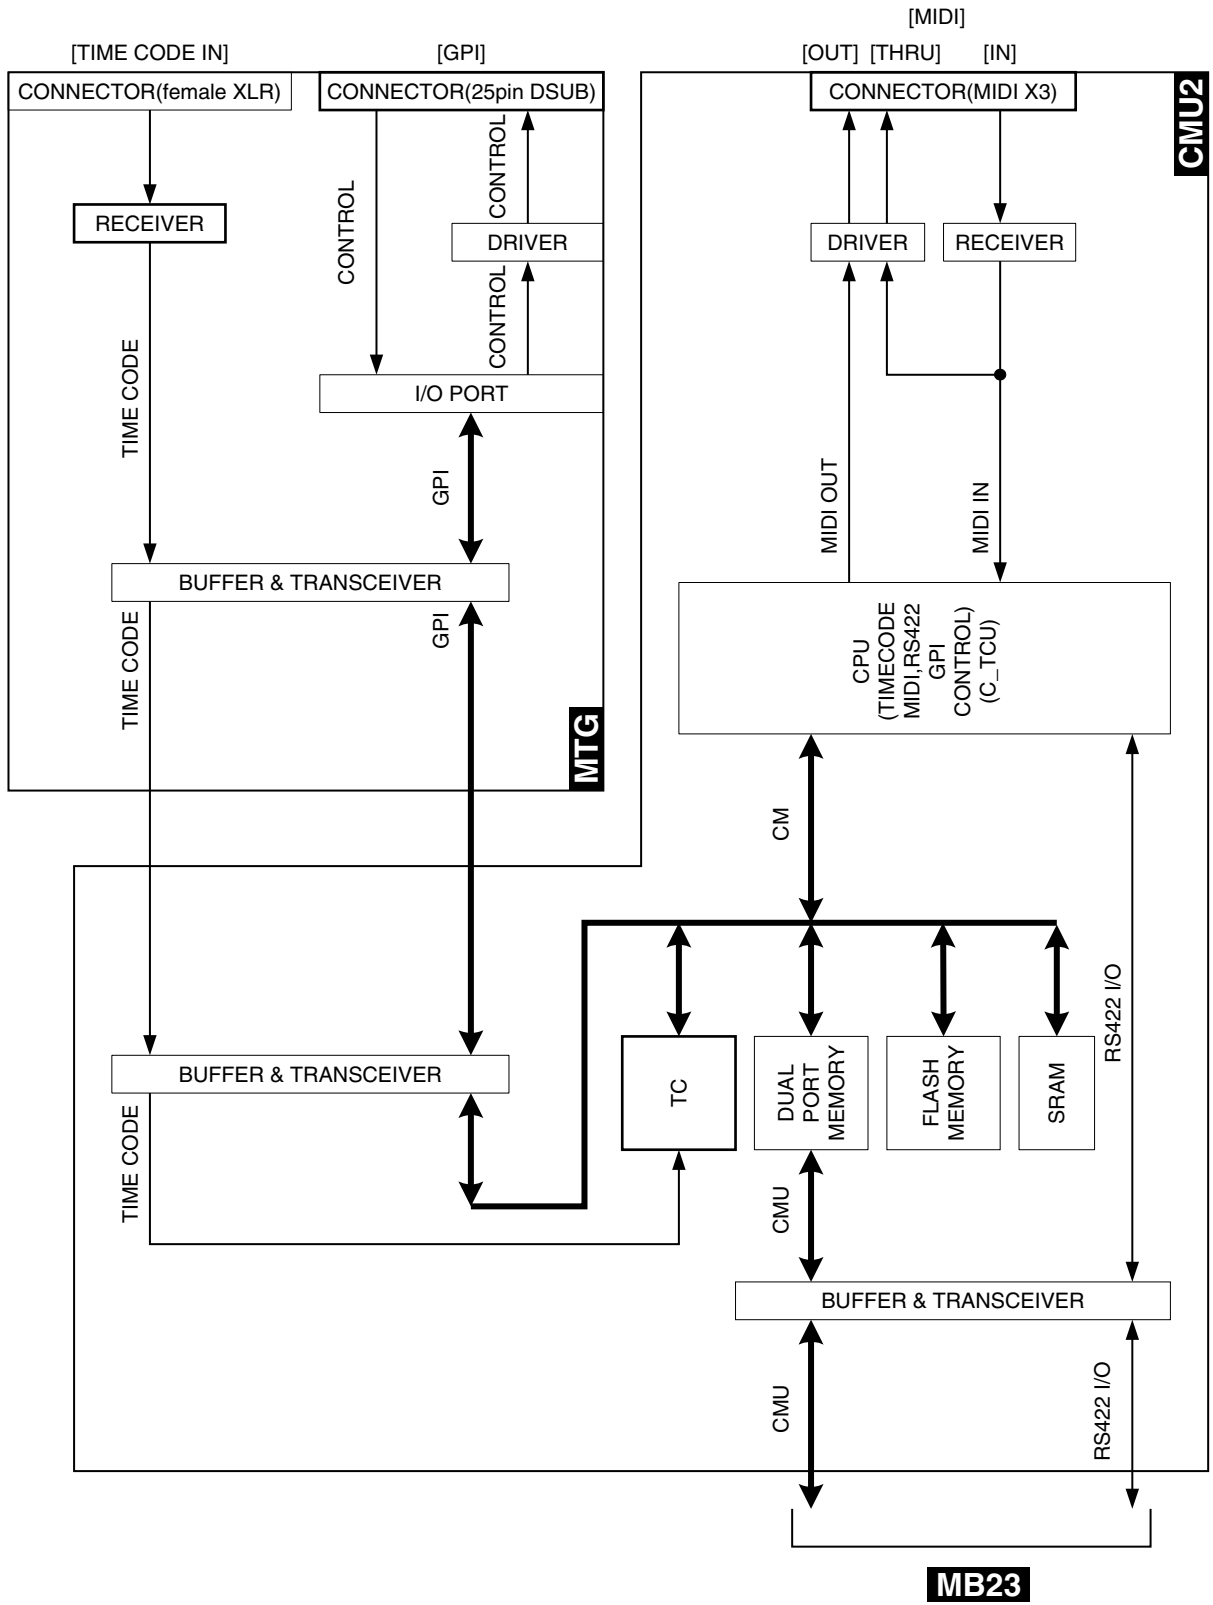 [MIDI]
[TIME CODE IN]
[GPI]
[OUT]
[THRU]
[IN]
CONNECTOR(female XLR)
CONNECTOR(25pin DSUB)
CONNECTOR(MIDI X3)
CMU2
RECEIVER
CONTROL
CONTROL
DRIVER
CONTROL
DRIVER
RECEIVER
TIME CODE
I/O PORT
GPI
MIDI OUT
MIDI IN
BUFFER & TRANSCEIVER
TIME CODE
GPI
MTG
CPU
(TIMECODE
MIDI,RS422
GPI
CONTROL)
(C_TCU)
CM
RS422 I/O
BUFFER & TRANSCEIVER
TC
DUAL
PORT
MEMORY
FLASH
MEMORY
SRAM
TIME CODE
CMU
BUFFER & TRANSCEIVER
CMU
RS422 I/O
MB23